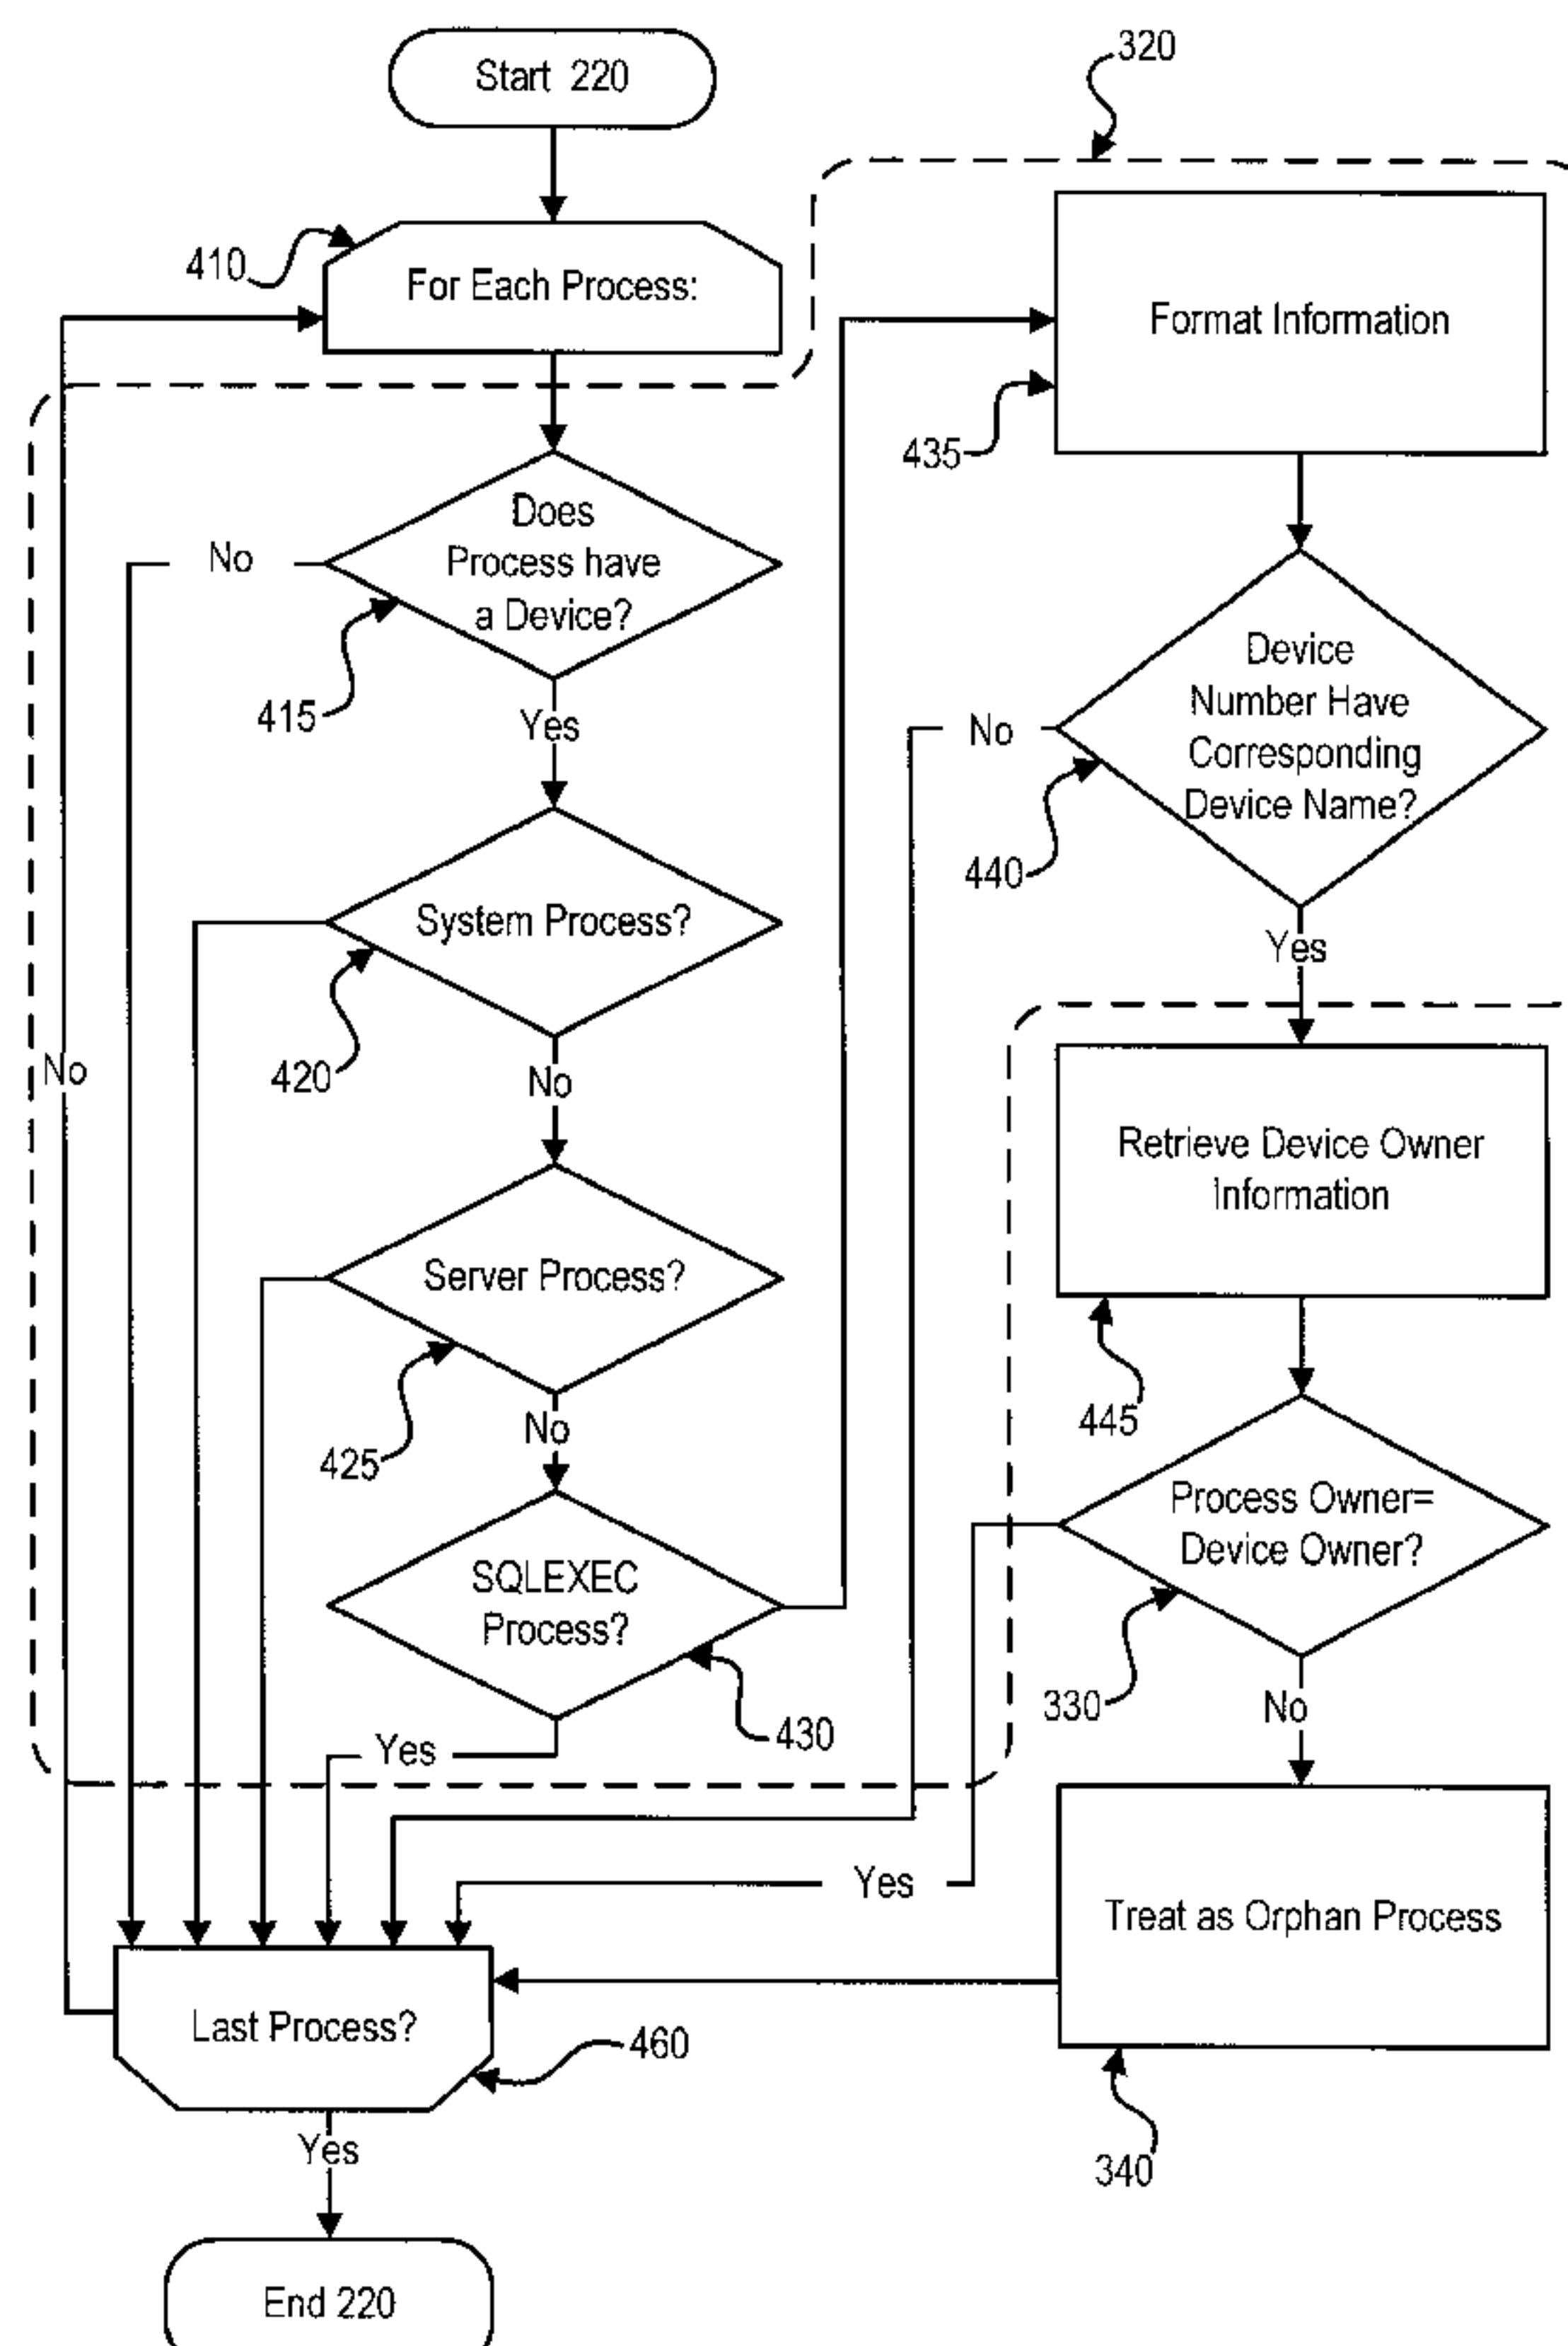 Start 220
320
410
For Each Process:
Format Information
435
Does
Process have
a Device?
No
415
Yes
Device
Number Have
Corresponding
Device Name?
No
440
Yes
System Process?
420
No
No
Retrieve Device Owner
Information
445
Server Process?
425
No
Process Owner=
Device Owner?
330
No
SQLEXEC
Process?
430
Yes
Yes
Treat as Orphan Process
340
Last Process?
460
Yes
End 220